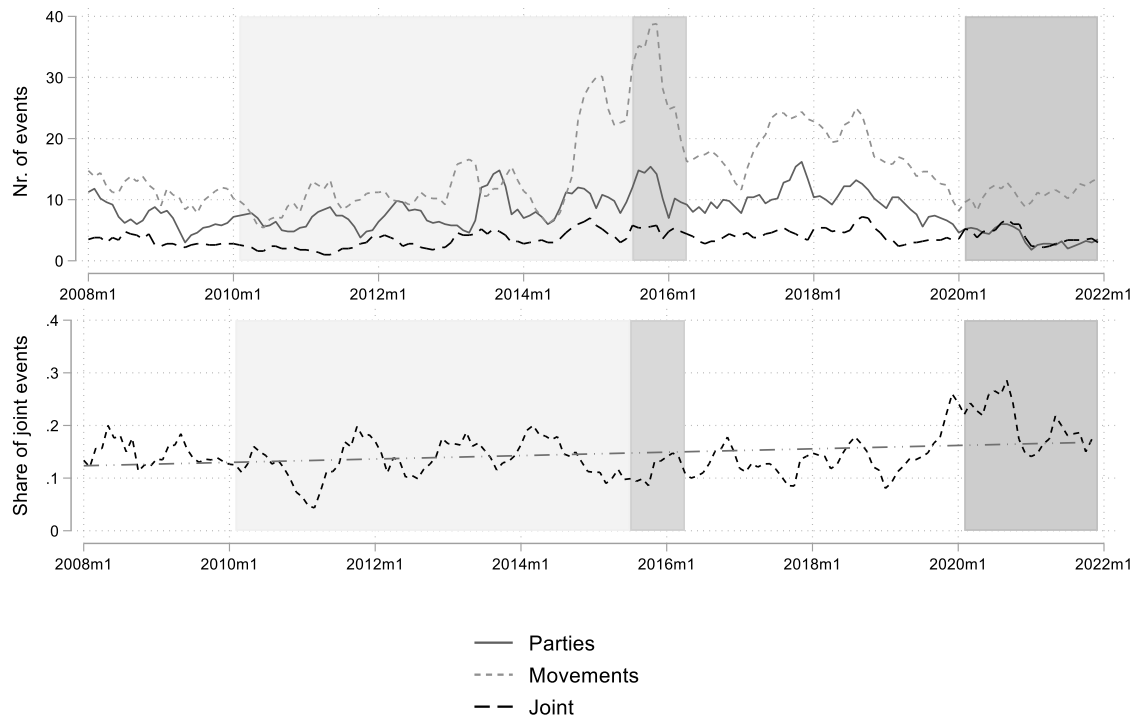 Nr. of events
40
30
20
10
0
2008m1 2010m1 2012m1 2014m1 2016m1 2018m1 2020m1 2022m1
Share of joint events
.4
.3
.2
.1
0
2008m1 2010m1 2012m1 2014m1 2016m1 2018m1 2020m1 2022m1
Parties
Movements
Joint